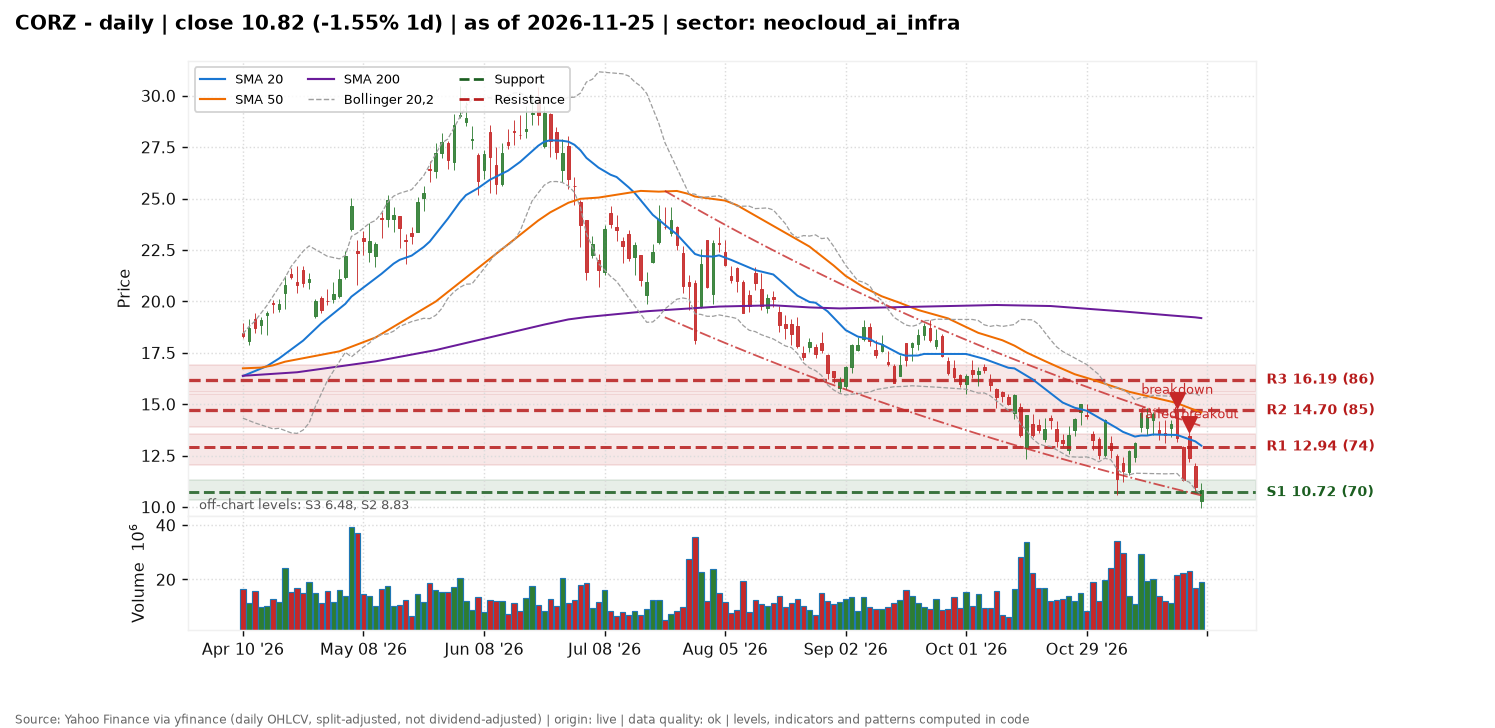 CORZ - daily | close 10.82 (-1.55% 1d) | as of 2026-11-25 | sector: neocloud_ai_infra
SMA 20
SMA 50
SMA 200
Bollinger 20,2
Support
Resistance
Price
30.0
27.5
25.0
22.5
20.0
17.5
15.0
12.5
10.0
breakdown
failed breakout
R3 16.19 (86)
R2 14.70 (85)
R1 12.94 (74)
S1 10.72 (70)
off-chart levels: S3 6.48, S2 8.83
Volume 10⁶
40
20
Apr 10 '26
May 08 '26
Jun 08 '26
Jul 08 '26
Aug 05 '26
Sep 02 '26
Oct 01 '26
Oct 29 '26
Source: Yahoo Finance via yfinance (daily OHLCV, split-adjusted, not dividend-adjusted) | origin: live | data quality: ok | levels, indicators and patterns computed in code